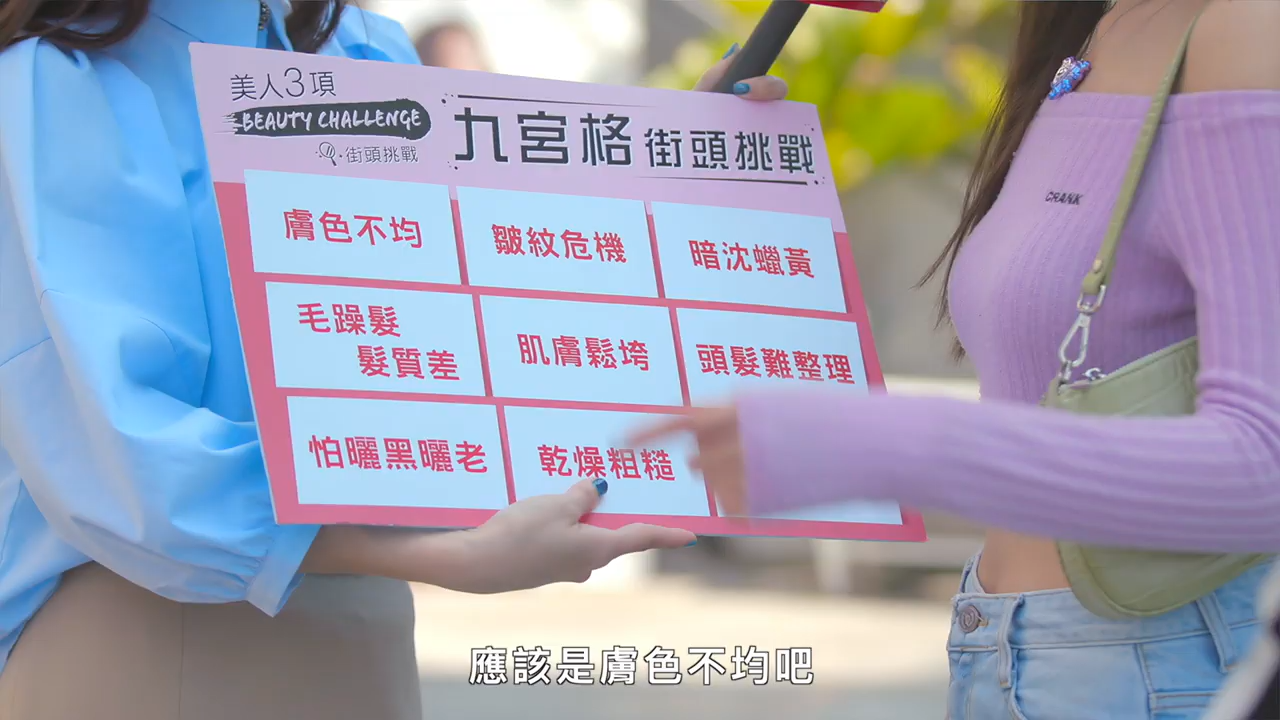 美人3項
BEAUTY CHALLENGE
街頭挑戰
九宮格 街頭挑戰
膚色不均
皺紋危機
暗沈蠟黃
毛躁髮
髮質差
肌膚鬆垮
頭髮難整理
怕曬黑曬老
乾燥粗糙
CRANK
應該是膚色不均吧